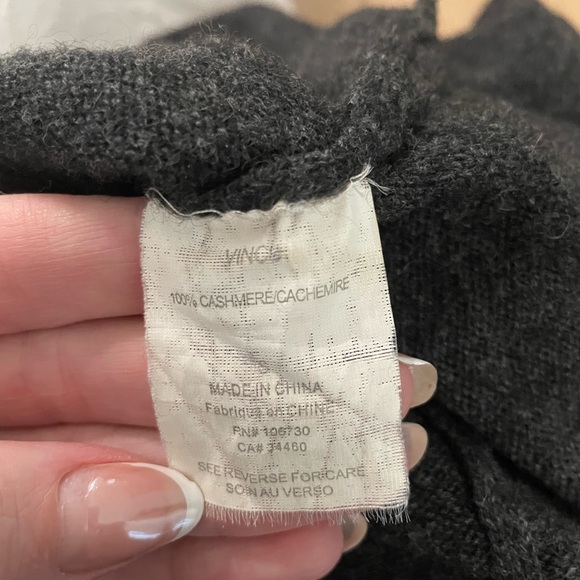 VINCE
100% CASHMERE/CACHEMIRE
MADE IN CHINA
Fabriqué en CHINE
RN# 106730
CA# 34460
SEE REVERSE FOR CARE
SOIN AU VERSO